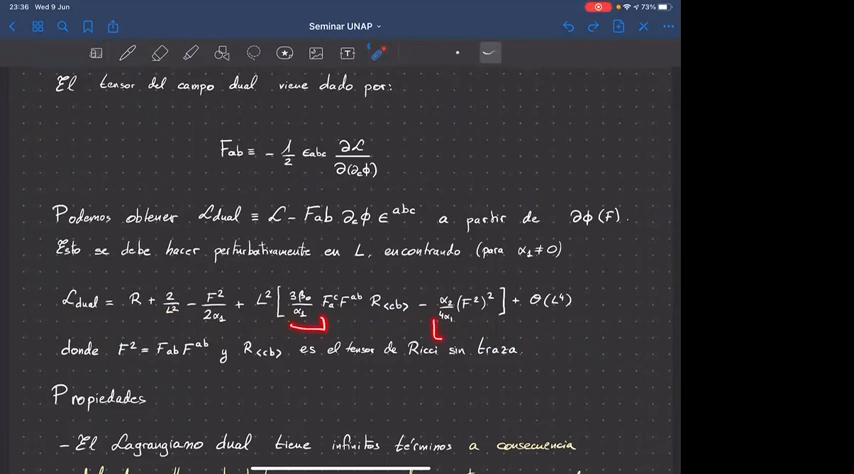 23:36 Wed 9 Jun
73%
Seminar UNAP
El tensor del campo dual viene dado por:
Fab ≡ - 1/2 ϵabc ∂ℒ/∂(∂cϕ)
Podemos obtener ℒdual ≡ ℒ - Fab ∂cϕ ϵ^abc a partir de ∂ϕ(F).
Esto se debe hacer perturbativamente en L, encontrando (para α1≠0)
ℒdual = R + 2/L² - F²/2α1 + L² [ 3β0/α1 Fa^c F^ab R<cb> - α2/4α1 (F²)² ] + Θ(L⁴)
donde F² = Fab F^ab y R<cb> es el tensor de Ricci sin traza.
Propiedades
- El Lagrangiano dual tiene infinitos términos a consecuencia